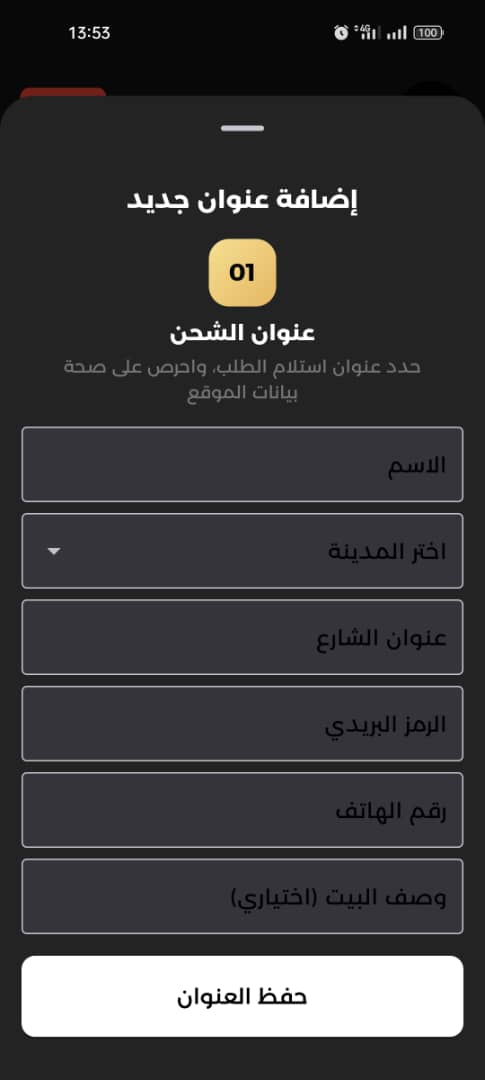 13:53
4G
100
إضافة عنوان جديد
01
عنوان الشحن
حدد عنوان استلام الطلب، واحرص على صحة
بيانات الموقع
الاسم
اختر المدينة
عنوان الشارع
الرمز البريدي
رقم الهاتف
وصف البيت (اختياري)
حفظ العنوان